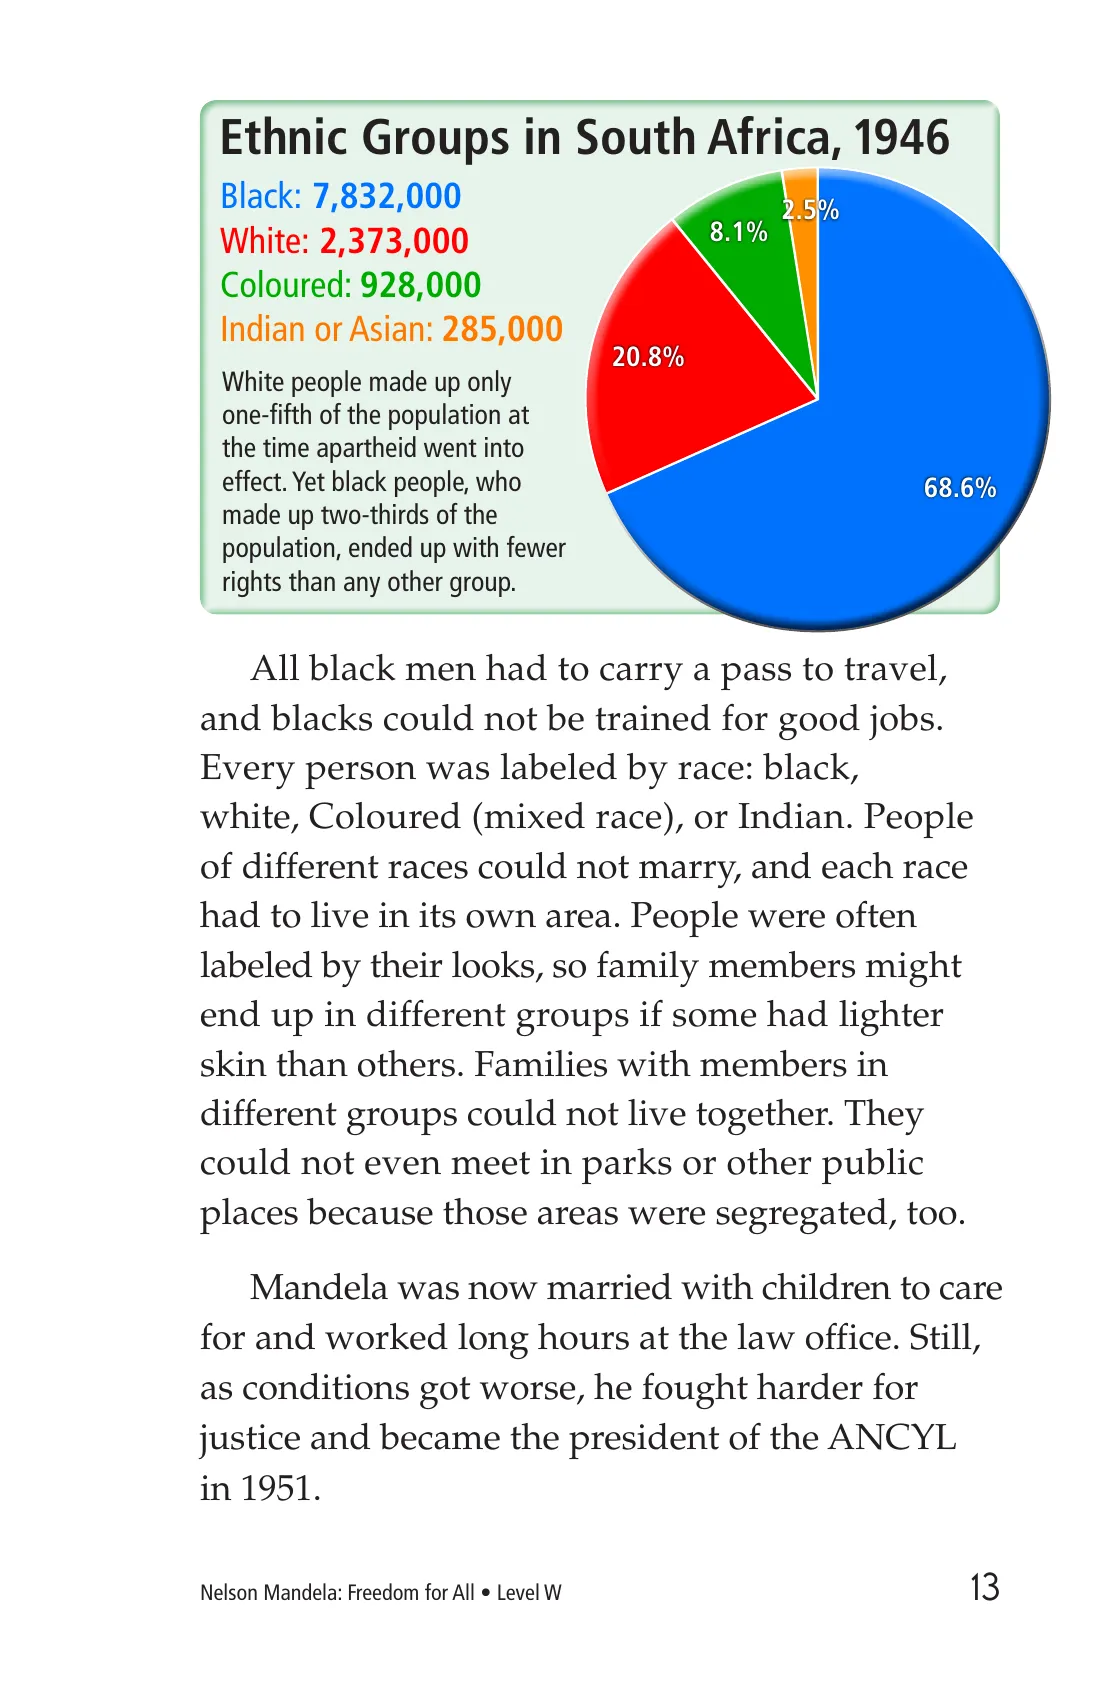 Ethnic Groups in South Africa, 1946
Black: 7,832,000
White: 2,373,000
Coloured: 928,000
Indian or Asian: 285,000
White people made up only
one-fifth of the population at
the time apartheid went into
effect. Yet black people, who
made up two-thirds of the
population, ended up with fewer
rights than any other group.
2.5%
8.1%
20.8%
68.6%
All black men had to carry a pass to travel,
and blacks could not be trained for good jobs.
Every person was labeled by race: black,
white, Coloured (mixed race), or Indian. People
of different races could not marry, and each race
had to live in its own area. People were often
labeled by their looks, so family members might
end up in different groups if some had lighter
skin than others. Families with members in
different groups could not live together. They
could not even meet in parks or other public
places because those areas were segregated, too.
Mandela was now married with children to care
for and worked long hours at the law office. Still,
as conditions got worse, he fought harder for
justice and became the president of the ANCYL
in 1951.
Nelson Mandela: Freedom for All • Level W
13